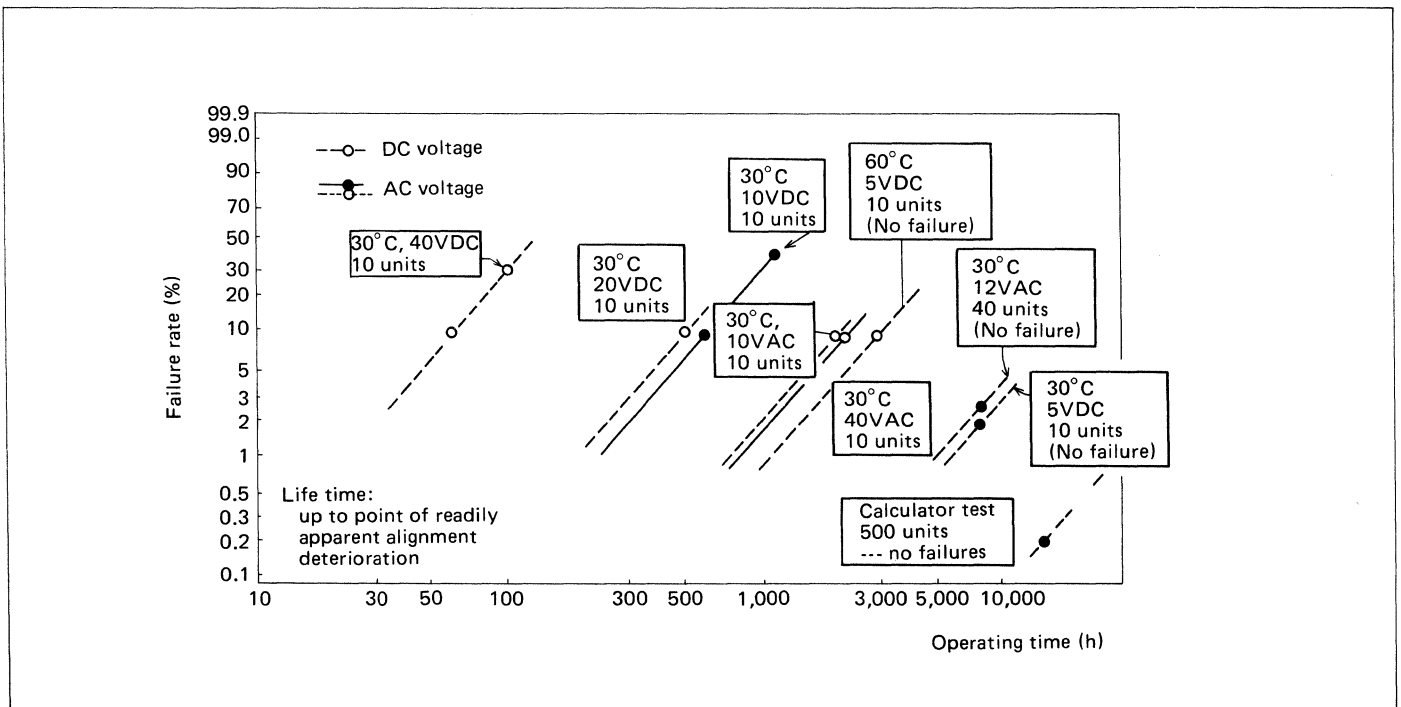 Failure rate (%)
99.9
99.0
90
70
50
30
20
10
5
3
2
1
0.5
0.3
0.2
0.1
DC voltage
AC voltage
30°C, 40VDC
10 units
30°C
20VDC
10 units
30°C
10VDC
10 units
30°C,
10VAC
10 units
60°C
5VDC
10 units
(No failure)
30°C
40VAC
10 units
30°C
12VAC
40 units
(No failure)
30°C
5VDC
10 units
(No failure)
Calculator test
500 units
--- no failures
Life time:
up to point of readily
apparent alignment
deterioration
10 30 50 100 300 500 1,000 3,000 5,000 10,000
Operating time (h)